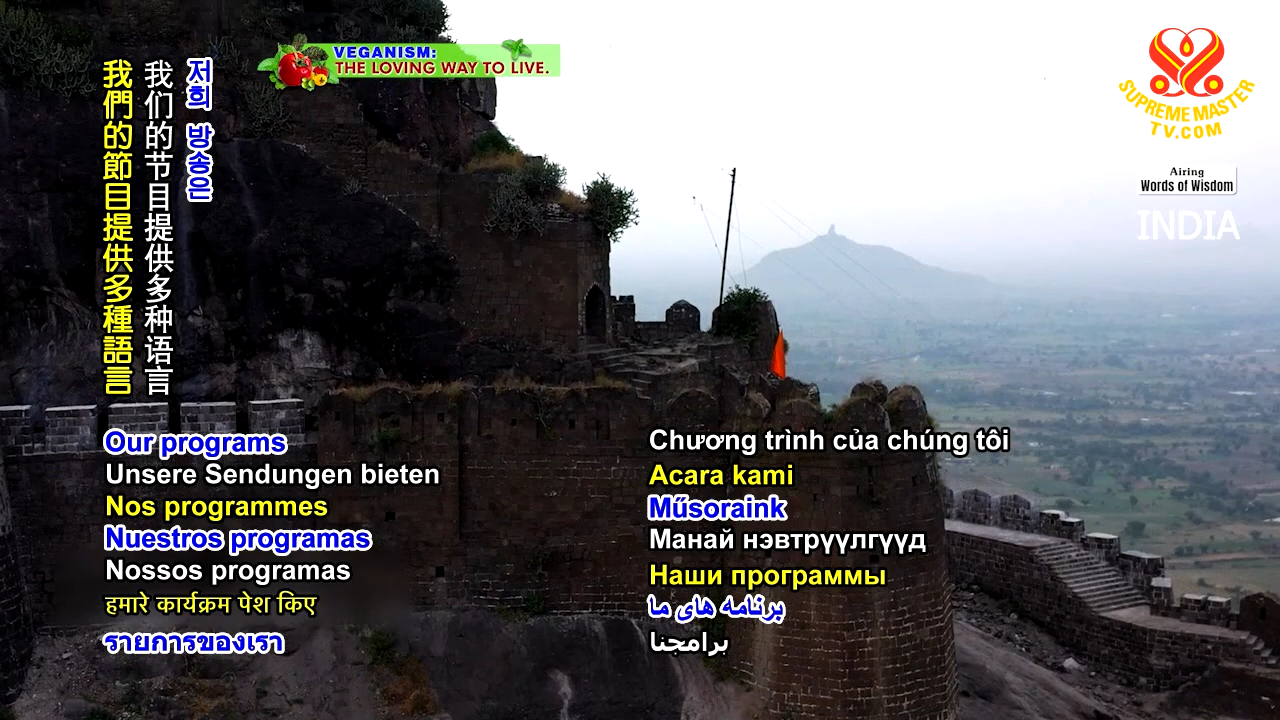 VEGANISM:
THE LOVING WAY TO LIVE.
SUPREME MASTER
TV.COM
Airing
Words of Wisdom
INDIA
我們的節目提供多種語言
我们的节目提供多种语言
저희 방송은
Our programs
Unsere Sendungen bieten
Nos programmes
Nuestros programas
Nossos programas
हमारे कार्यक्रम पेश किए
รายการของเรา
Chương trình của chúng tôi
Acara kami
Műsoraink
Манай нэвтрүүлгүүд
Наши программы
برنامه های ما
برامجنا